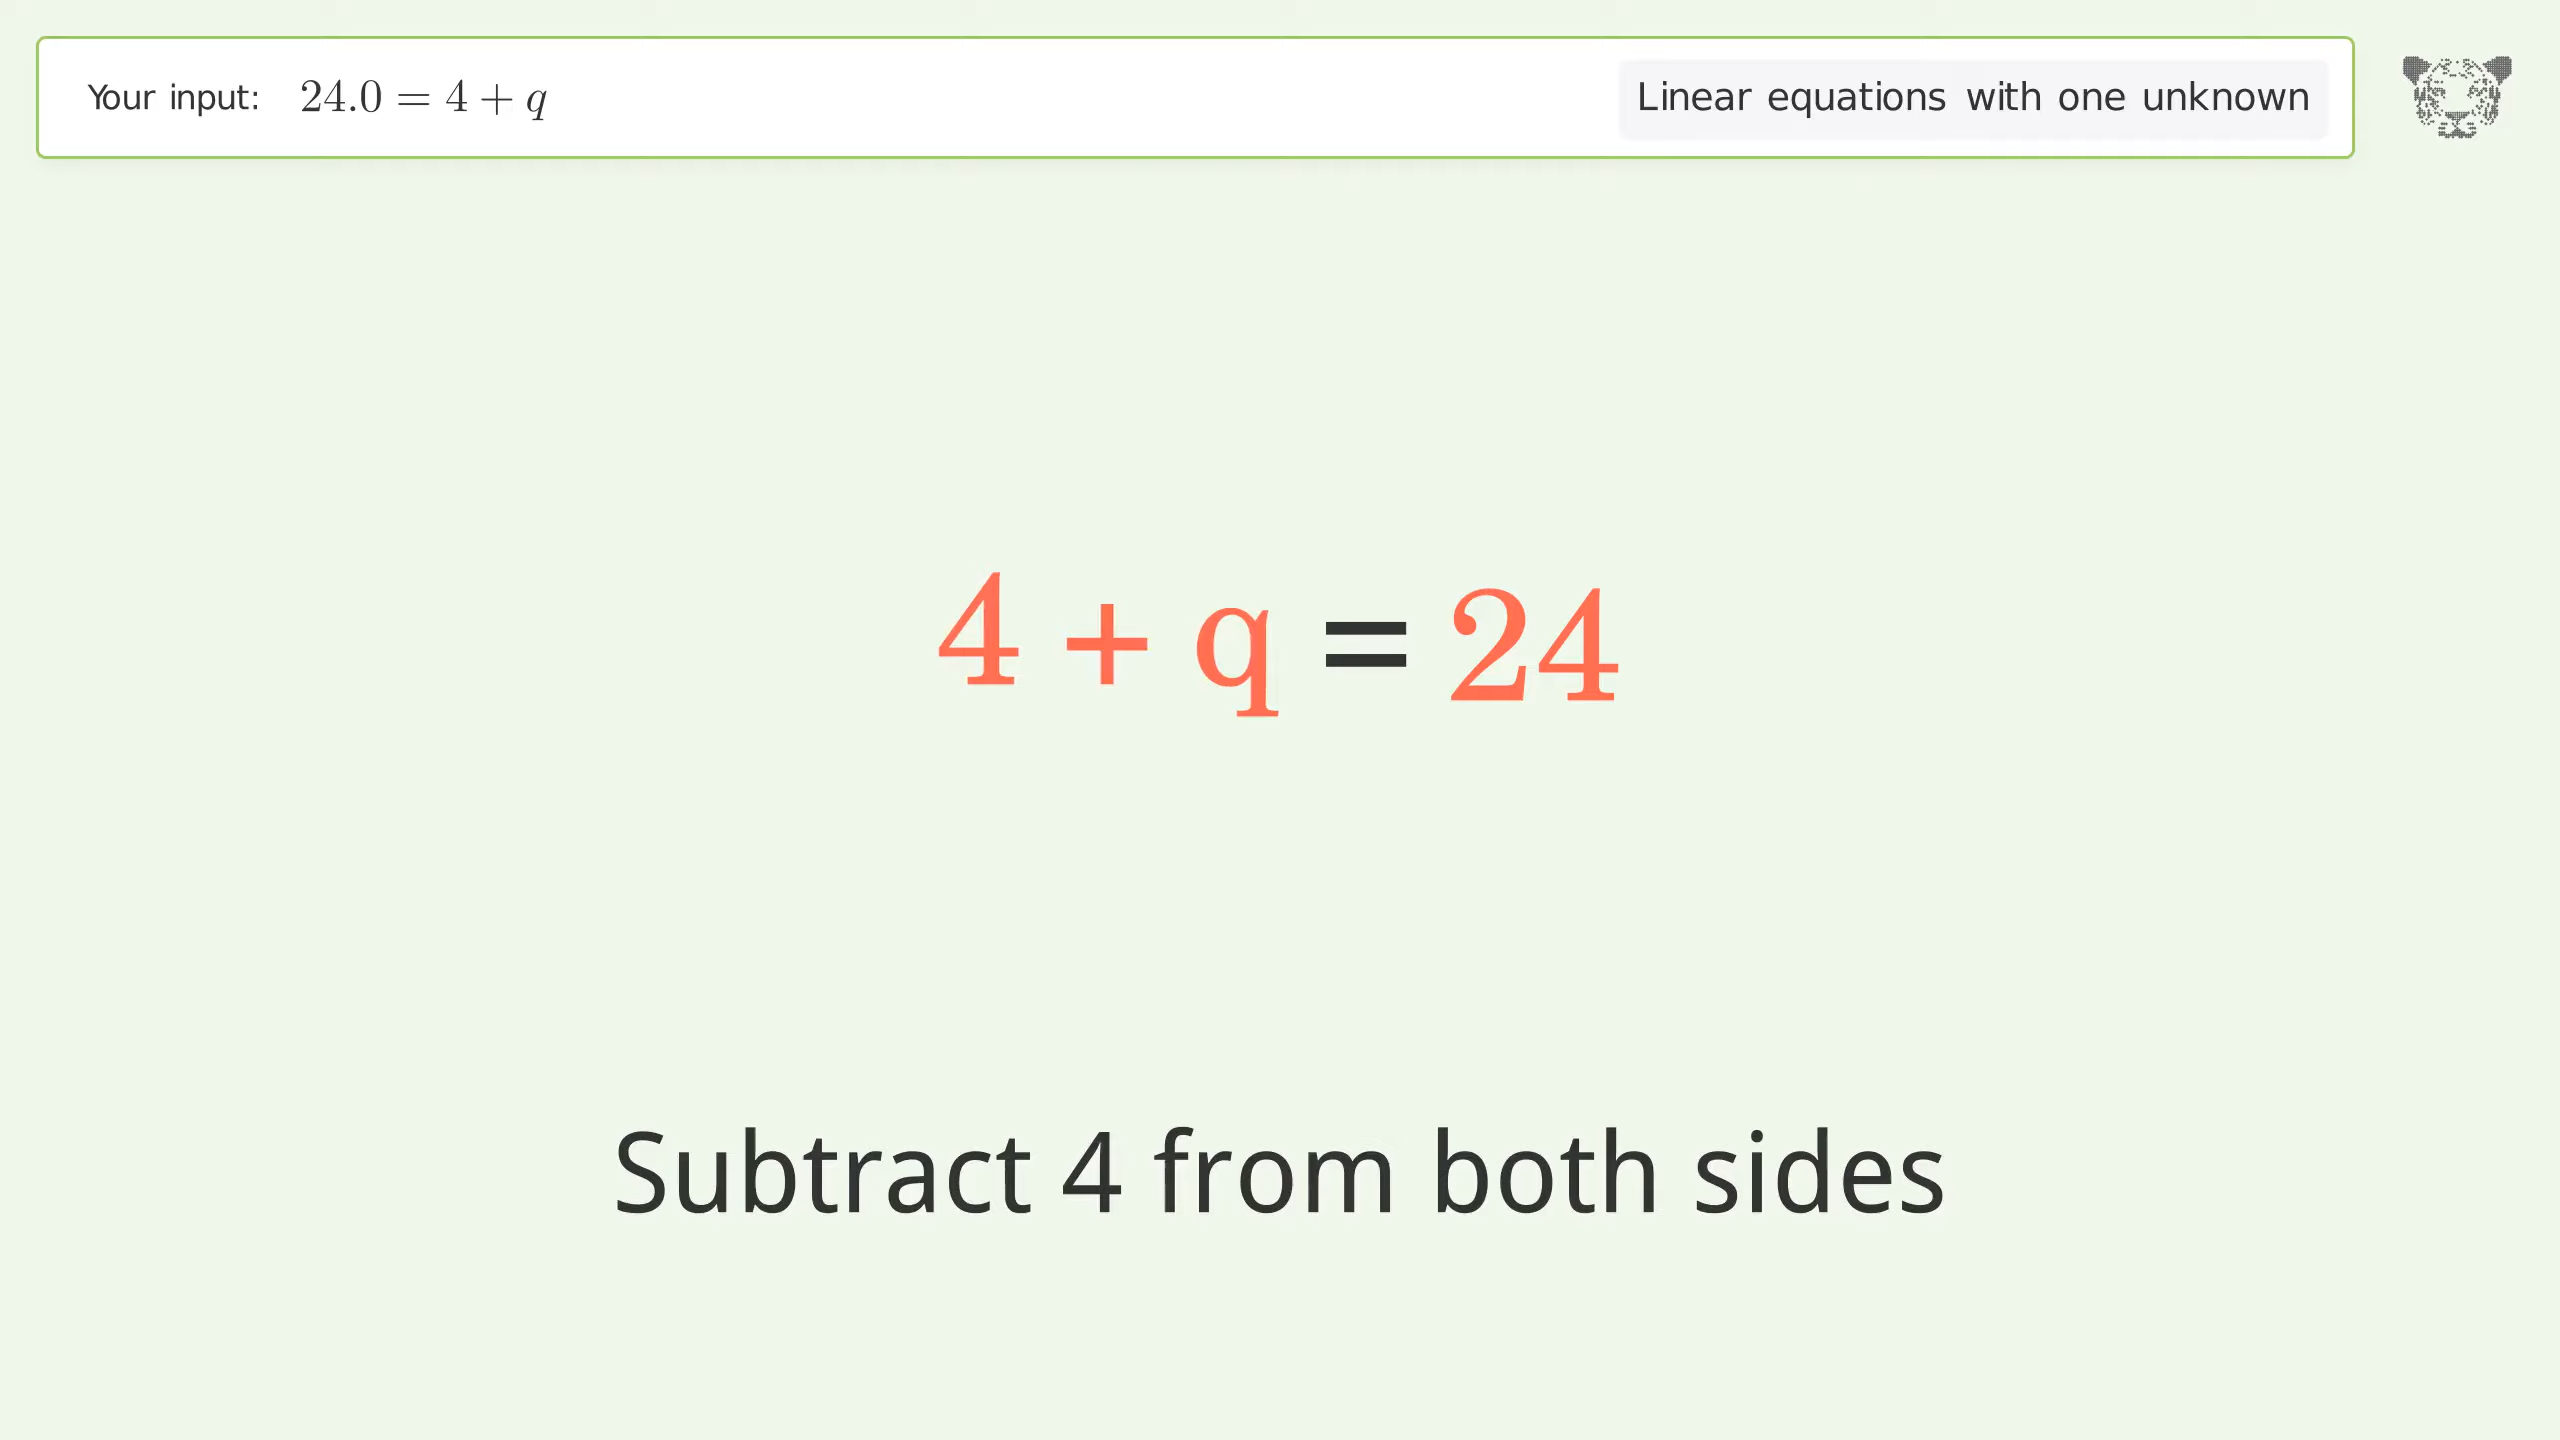 Your input: 24.0 = 4 + q
Linear equations with one unknown
4 + q = 24
Subtract 4 from both sides